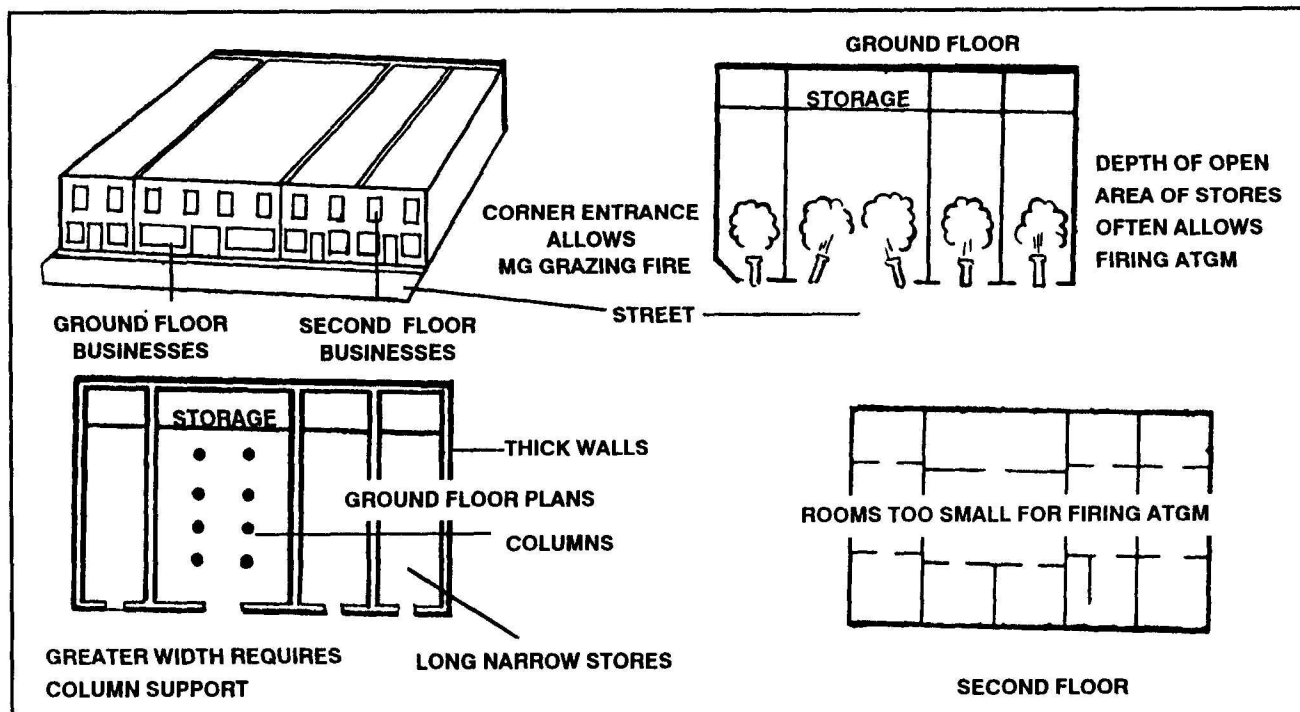 GROUND FLOOR
STORAGE
DEPTH OF OPEN
AREA OF STORES
OFTEN ALLOWS
FIRING ATGM
CORNER ENTRANCE
ALLOWS
MG GRAZING FIRE
STREET
GROUND FLOOR
BUSINESSES
SECOND FLOOR
BUSINESSES
STORAGE
THICK WALLS
GROUND FLOOR PLANS
COLUMNS
GREATER WIDTH REQUIRES
COLUMN SUPPORT
LONG NARROW STORES
ROOMS TOO SMALL FOR FIRING ATGM
SECOND FLOOR